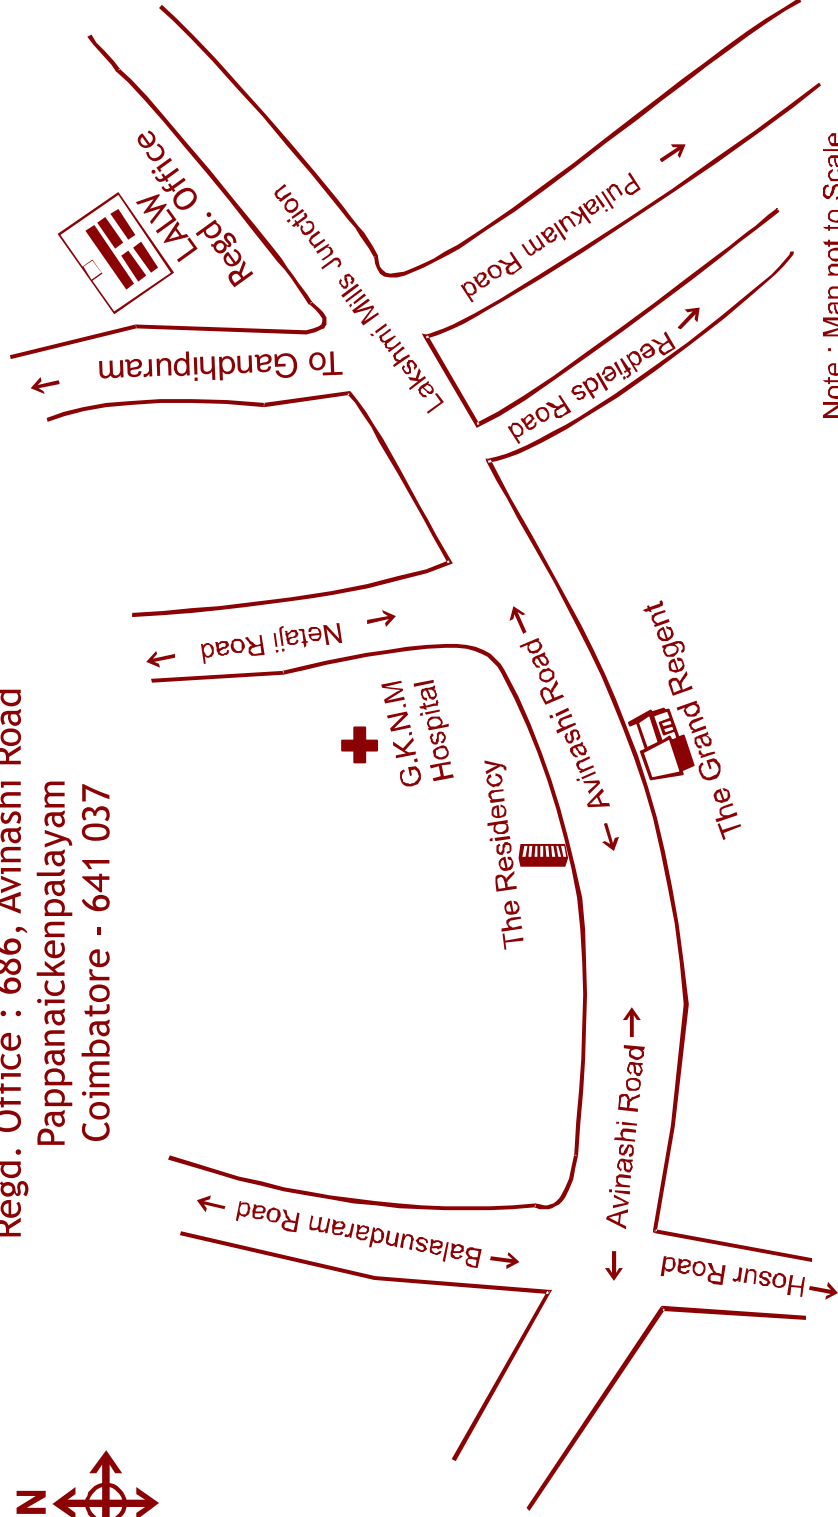 Regd. Office : 686, Avinashi Road
Pappanaickenpalayam
Coimbatore - 641 037
N
Balasundaram Road
Hosur Road
Avinashi Road
The Residency
G.K.N.M
Hospital
Avinashi Road
The Grand Regent
Netaji Road
To Gandhipuram
Lakshmi Mills Junction
LALW
Regd. Office
Redfields Road
Puliakulam Road
Note : Map not to Scale